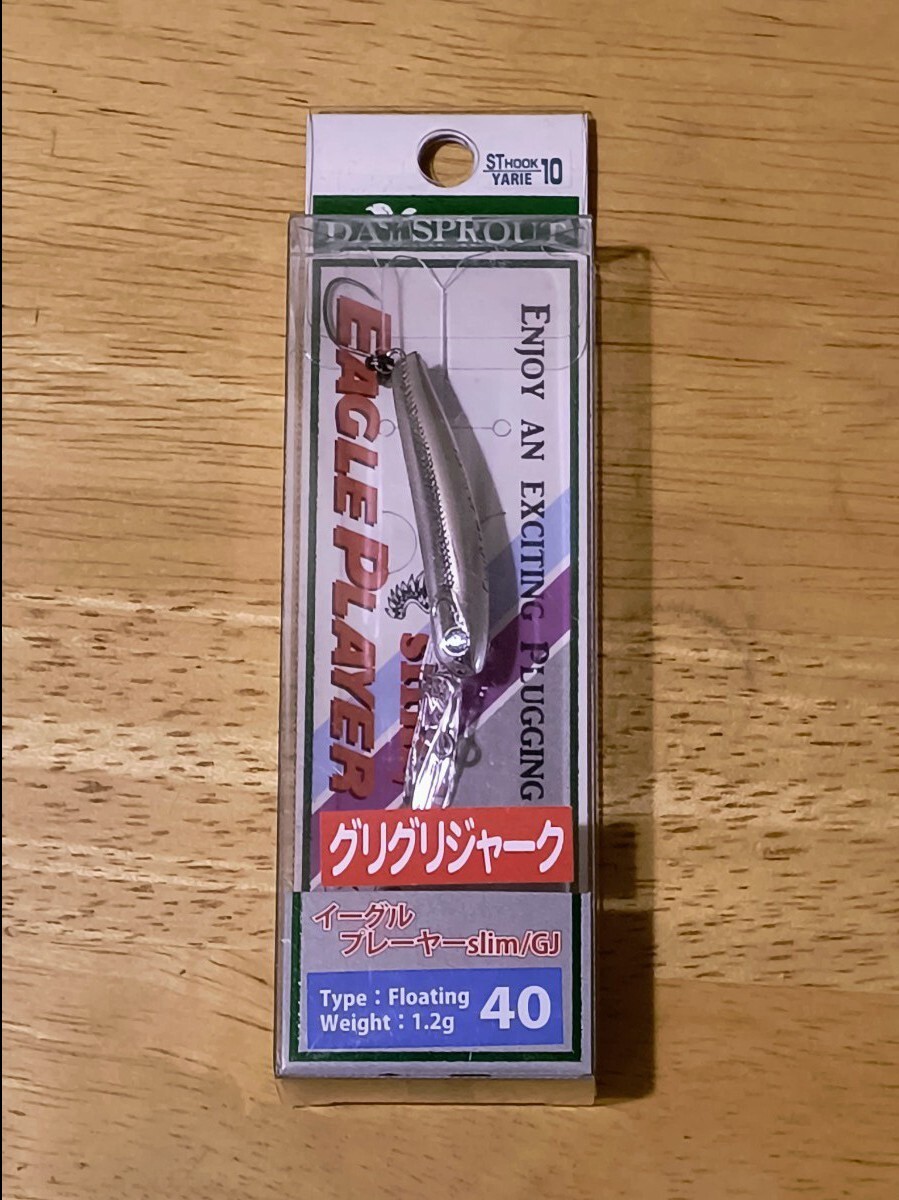 ST HOOK 10
YARIE
DAYSPROUT
EAGLE PLAYER
ENJOY AN EXCITING PLUGGING
グリグリジャーク
イーグル
プレーヤーslim/GJ
Type：Floating
Weight：1.2g
40